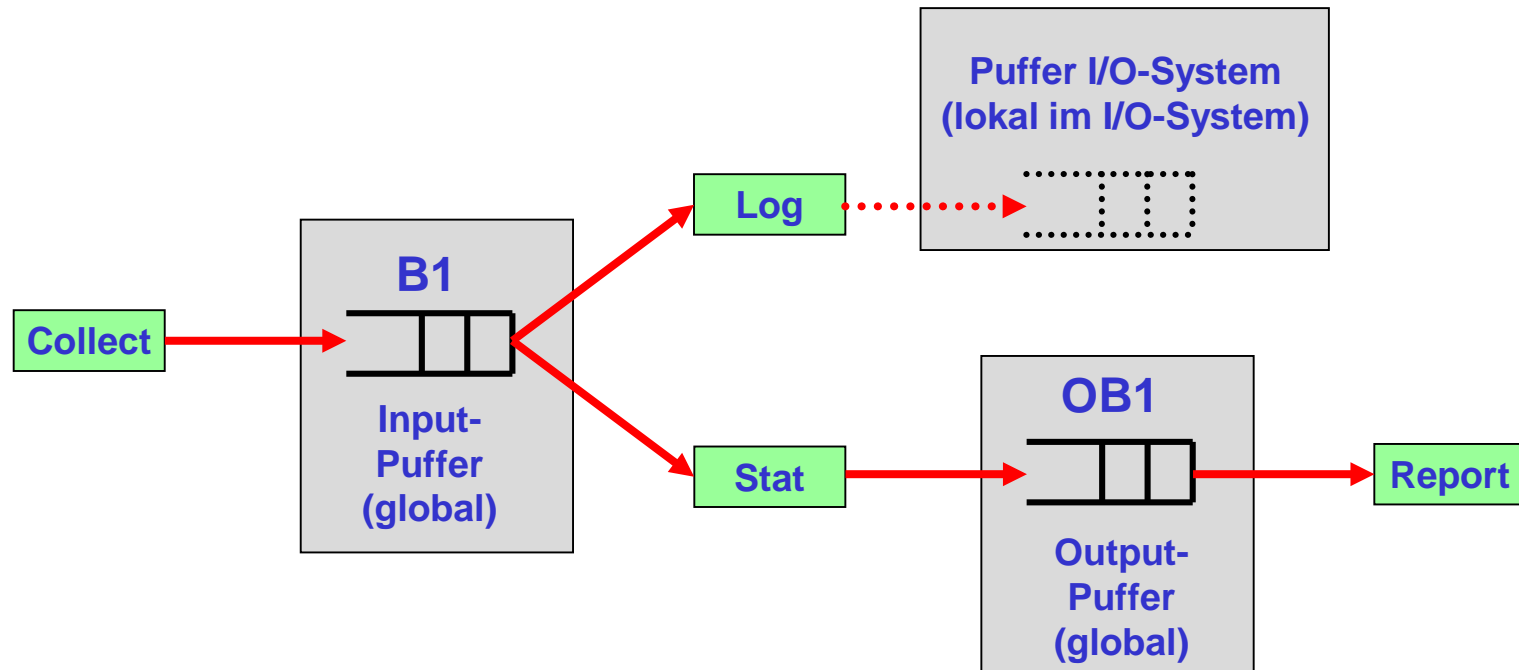 Puffer I/O-System
(lokal im I/O-System)
Log
B1
Collect
Input-
Puffer
(global)
OB1
Stat
Report
Output-
Puffer
(global)